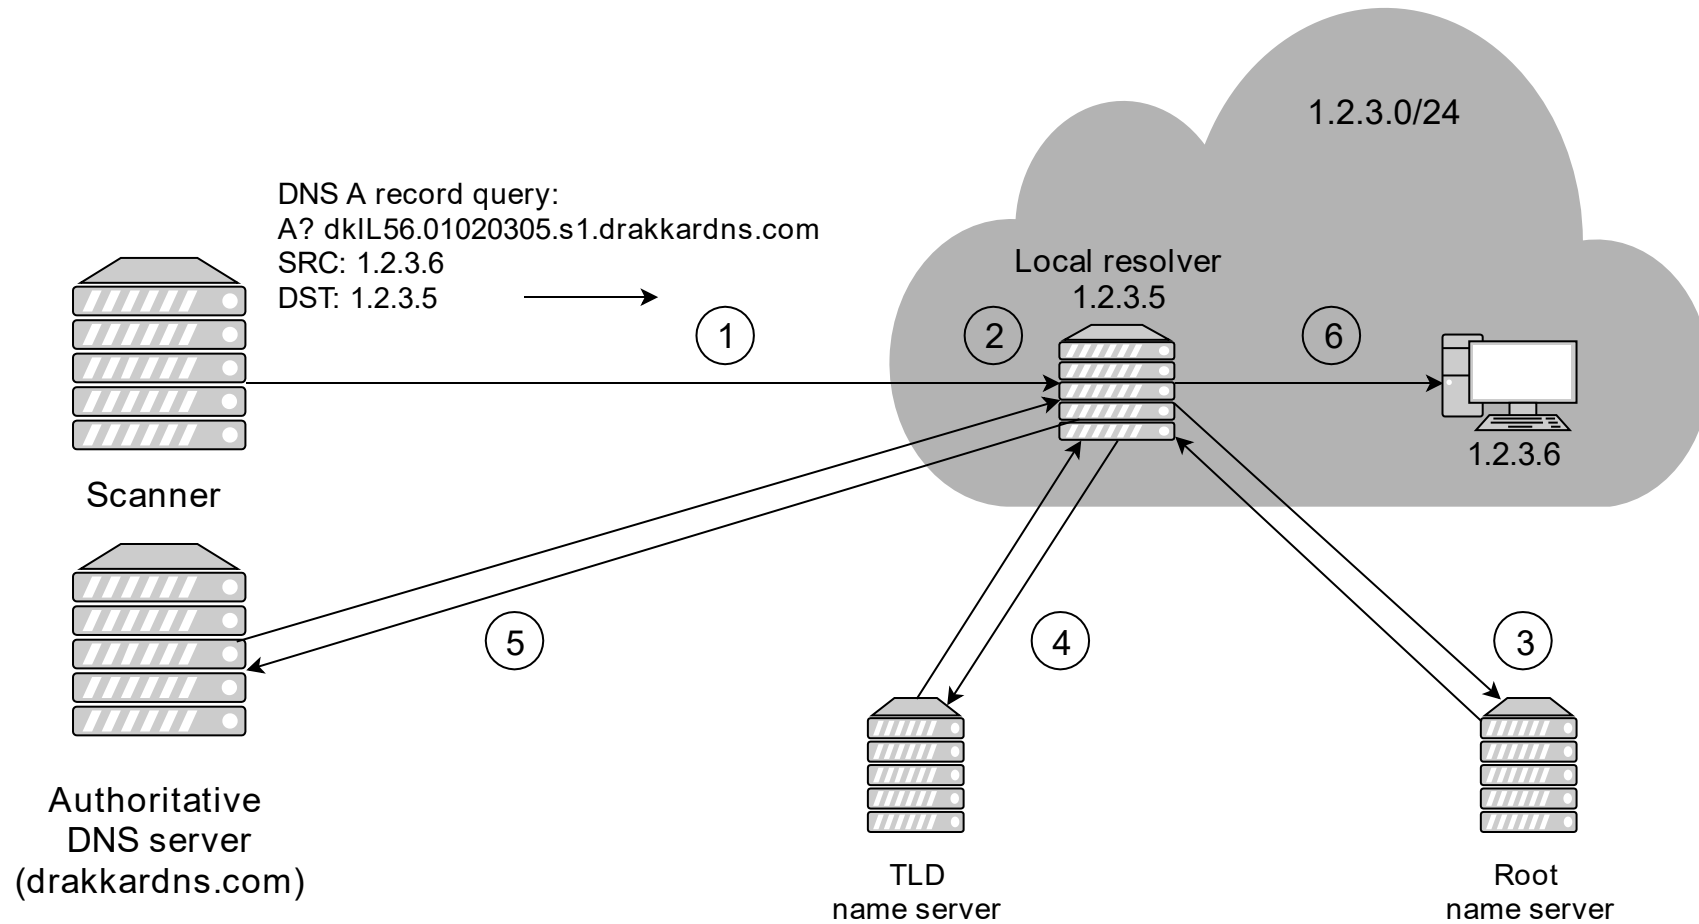 1.2.3.0/24
DNS A record query:
A? dklL56.01020305.s1.drakkardns.com
SRC: 1.2.3.6
DST: 1.2.3.5
Local resolver
1.2.3.5
1
2
6
1.2.3.6
Scanner
5
4
3
Authoritative
DNS server
(drakkardns.com)
TLD
name server
Root
name server